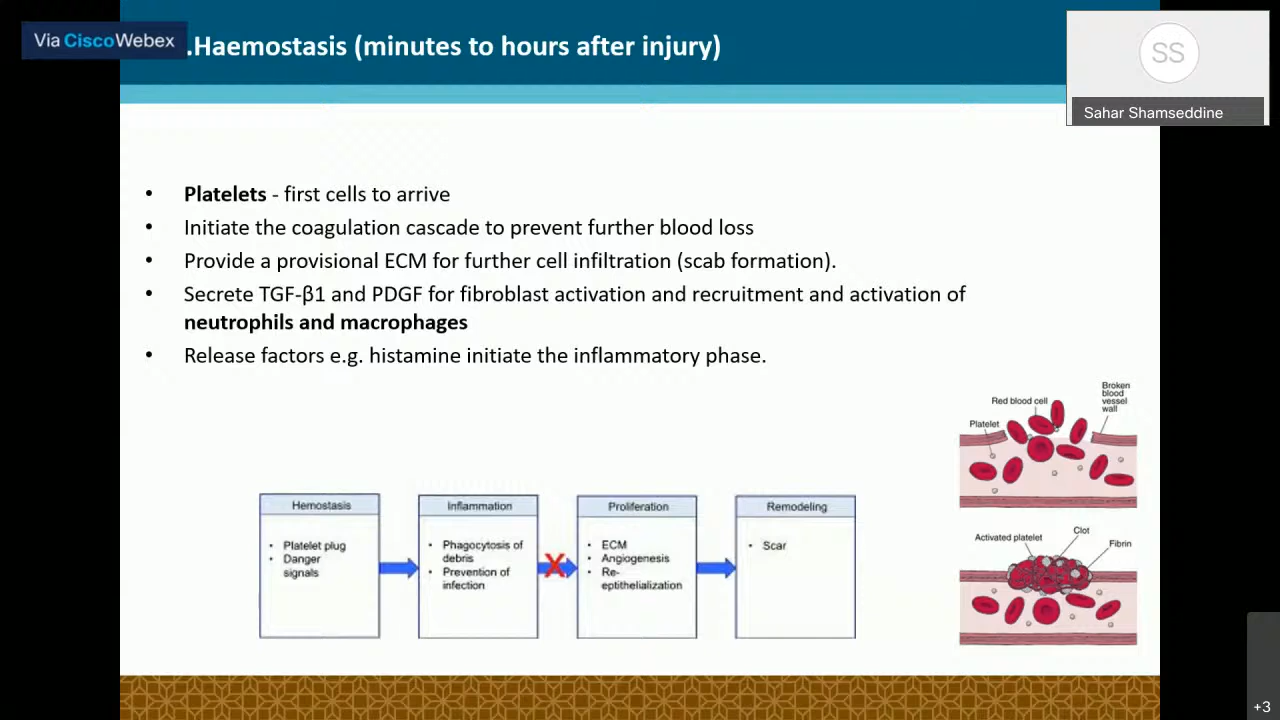 Via CiscoWebex
.Haemostasis (minutes to hours after injury)
SS
Sahar Shamseddine
• Platelets - first cells to arrive
• Initiate the coagulation cascade to prevent further blood loss
• Provide a provisional ECM for further cell infiltration (scab formation).
• Secrete TGF-β1 and PDGF for fibroblast activation and recruitment and activation of
neutrophils and macrophages
• Release factors e.g. histamine initiate the inflammatory phase.
Broken
blood
vessel
wall
Red blood cell
Platelet
Hemostasis
• Platelet plug
• Danger
signals
Inflammation
• Phagocytosis of
debris
• Prevention of
infection
X
Proliferation
• ECM
• Angiogenesis
• Re-
eptithelialization
Remodeling
• Scar
Clot
Activated platelet
Fibrin
+3